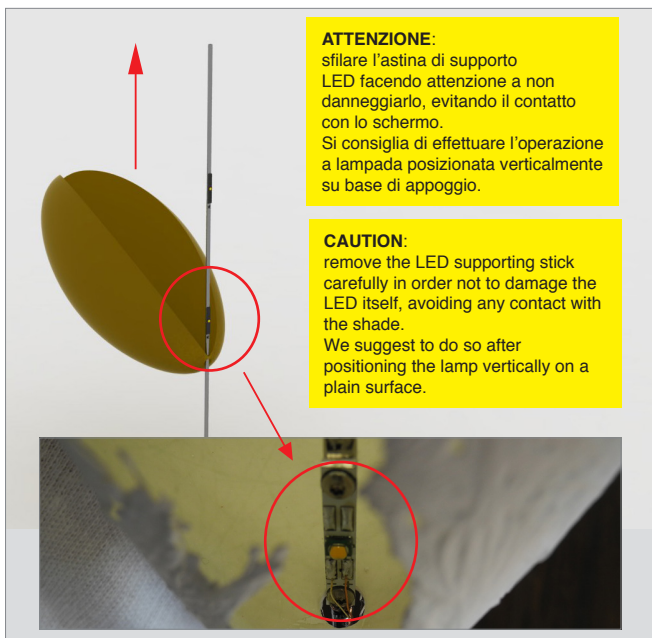 ATTENZIONE:
sfilare l’astina di supporto
LED facendo attenzione a non
danneggiarlo, evitando il contatto
con lo schermo.
Si consiglia di effettuare l’operazione
a lampada posizionata verticalmente
su base di appoggio.
CAUTION:
remove the LED supporting stick
carefully in order not to damage the
LED itself, avoiding any contact with
the shade.
We suggest to do so after
positioning the lamp vertically on a
plain surface.